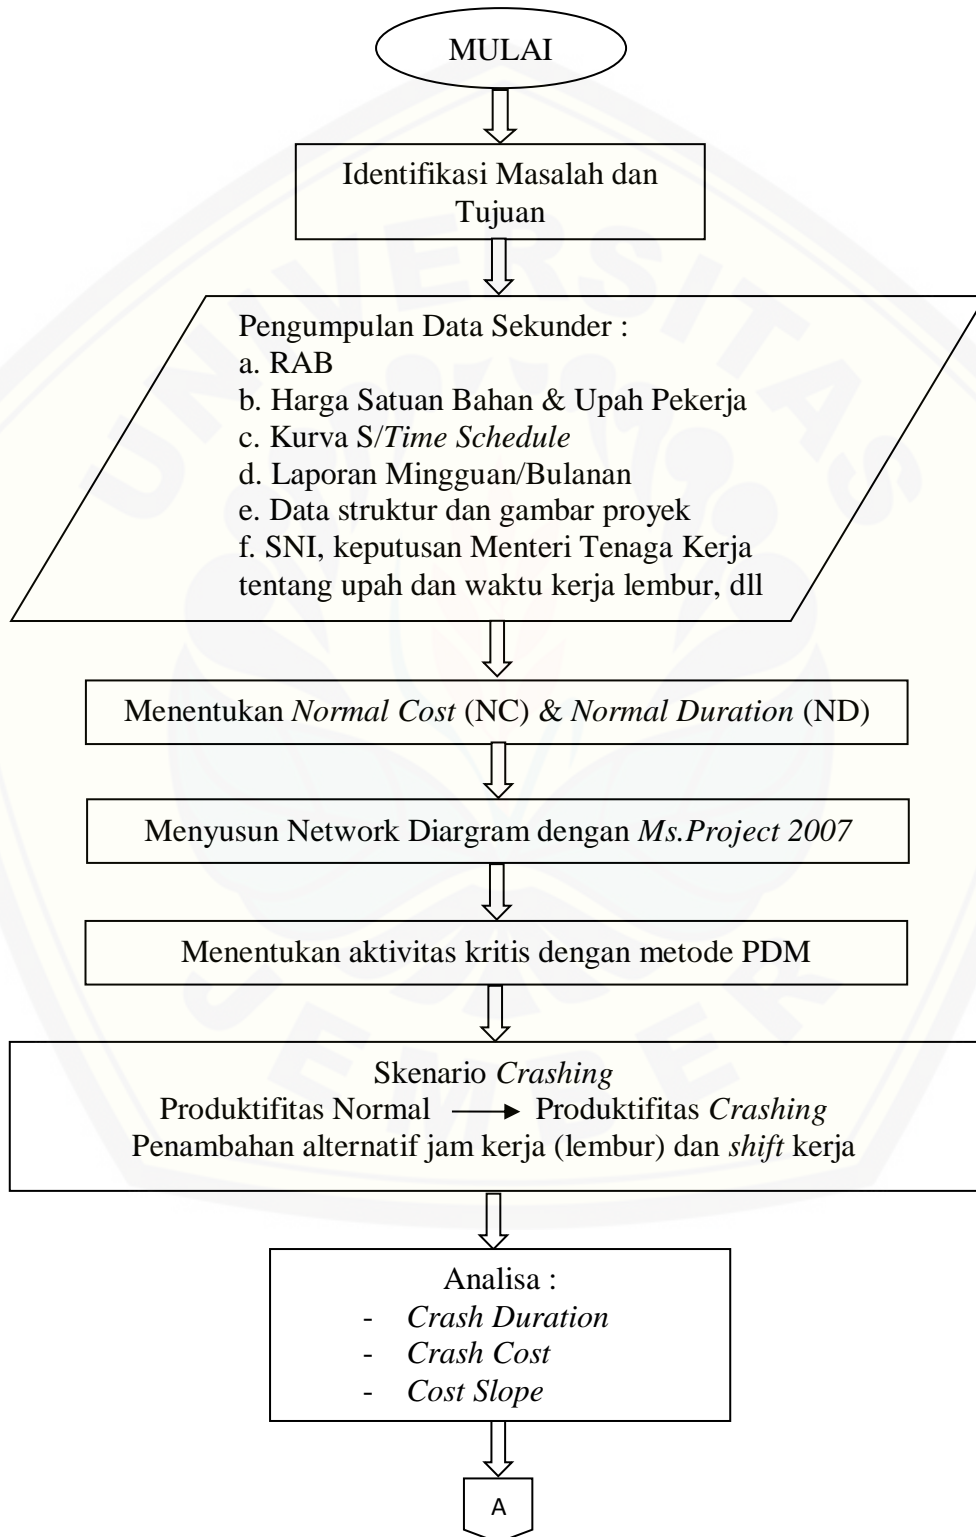 MULAI
Identifikasi Masalah dan
Tujuan
Pengumpulan Data Sekunder :
a. RAB
b. Harga Satuan Bahan & Upah Pekerja
c. Kurva S/Time Schedule
d. Laporan Mingguan/Bulanan
e. Data struktur dan gambar proyek
f. SNI, keputusan Menteri Tenaga Kerja
tentang upah dan waktu kerja lembur, dll
Menentukan Normal Cost (NC) & Normal Duration (ND)
Menyusun Network Diargram dengan Ms.Project 2007
Menentukan aktivitas kritis dengan metode PDM
Skenario Crashing
Produktifitas Normal → Produktifitas Crashing
Penambahan alternatif jam kerja (lembur) dan shift kerja
Analisa :
- Crash Duration
- Crash Cost
- Cost Slope
A
UNIVERSITAS
JEMBER